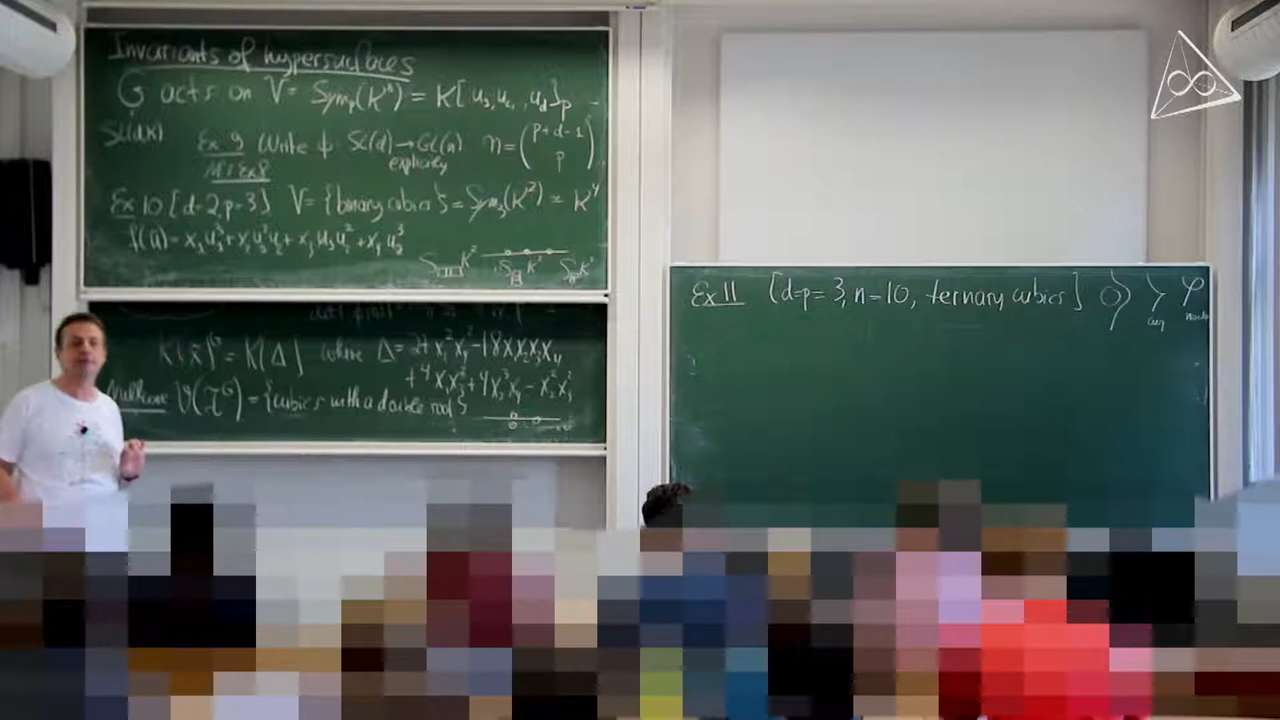 Invariants of hypersurfaces
G acts on V = Sym_p(K^n) = K[u_1, u_2, , u_d]_p
SL(d,K) Ex 9 Write ϕ SL(d) → GL(n) n = (p+d-1
explicitly p)
MIEx8
Ex 10 [d=2, p=3] V = {binary cubics} = Sym_3(K^2) ≃ K^4
f(u) = x_1u_1^3 + x_2u_1^2u_2 + x_3u_1u_2^2 + x_4u_2^3
K[x]^G = K[Δ] where Δ = 27x_1^2x_4^2 - 18x_1x_2x_3x_4
+ 4x_1x_3^3 + 4x_2^3x_4 - x_2^2x_3^2
Nullcone V(I^G) = {cubics with a double root}
Ex 11 [d=p=3, n=10, ternary cubics]
cusp